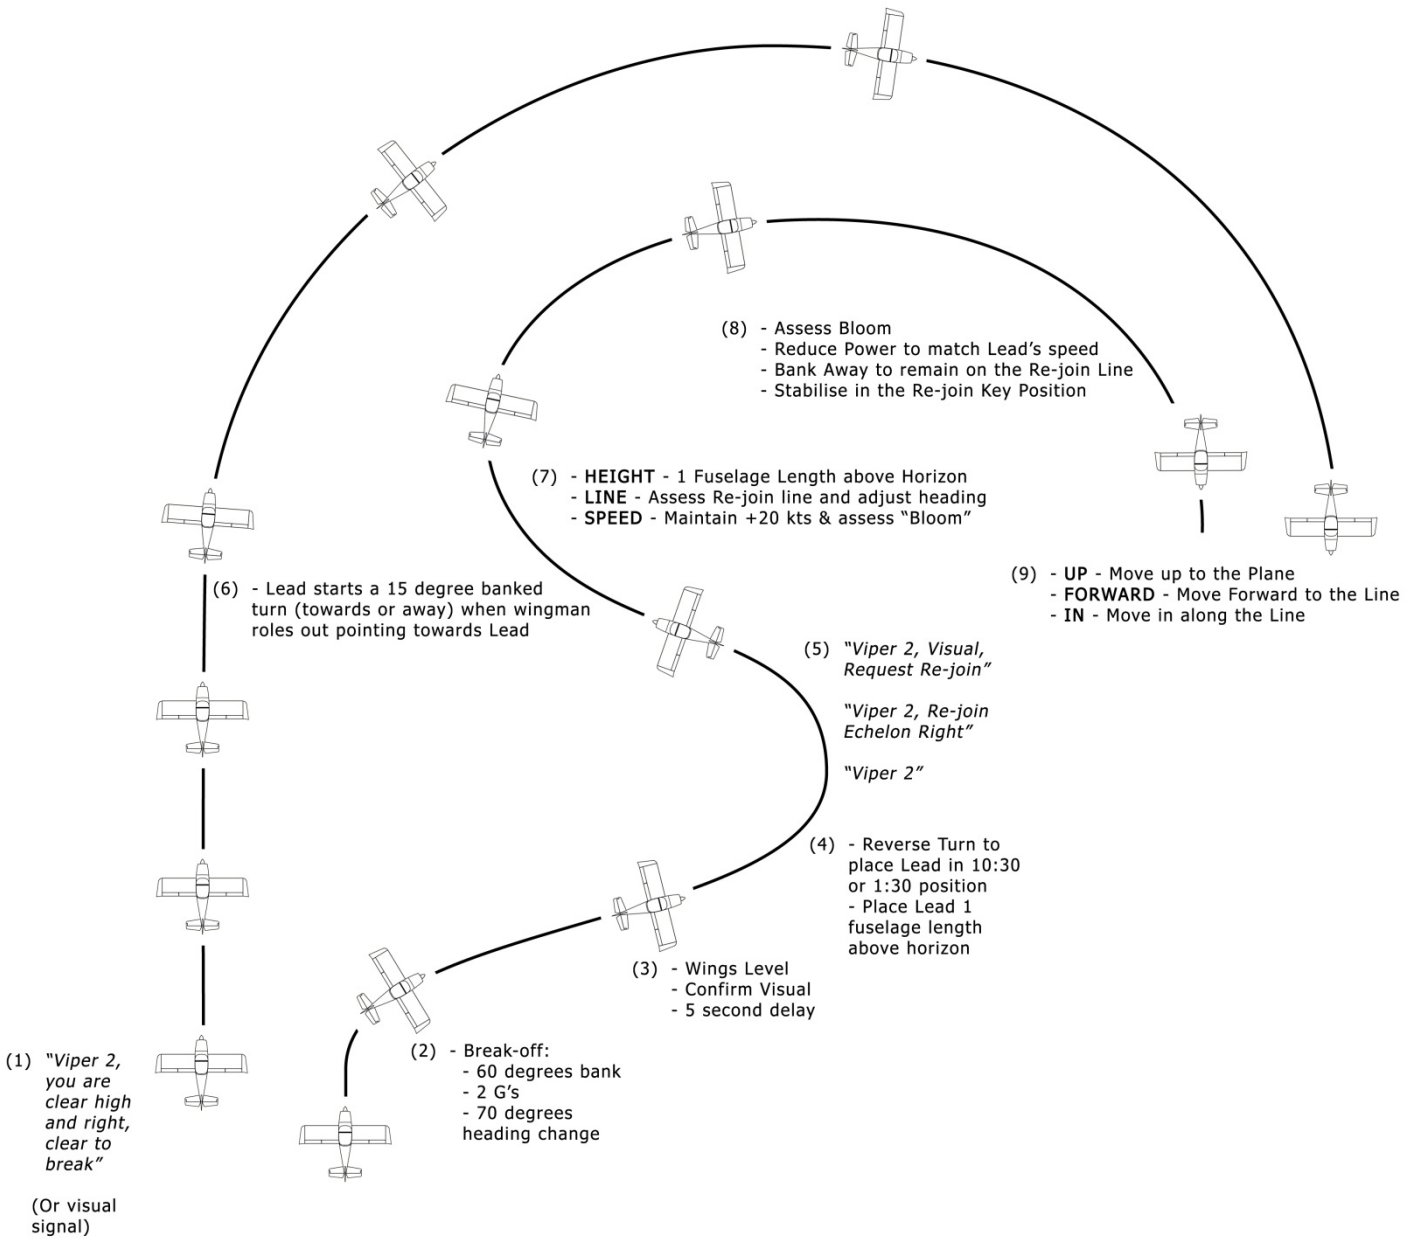 (1) "Viper 2,
you are
clear high
and right,
clear to
break"
(Or visual
signal)
(2) - Break-off:
- 60 degrees bank
- 2 G's
- 70 degrees
heading change
(3) - Wings Level
- Confirm Visual
- 5 second delay
(4) - Reverse Turn to
place Lead in 10:30
or 1:30 position
- Place Lead 1
fuselage length
above horizon
(5) "Viper 2, Visual,
Request Re-join"
"Viper 2, Re-join
Echelon Right"
"Viper 2"
(6) - Lead starts a 15 degree banked
turn (towards or away) when wingman
roles out pointing towards Lead
(7) - HEIGHT - 1 Fuselage Length above Horizon
- LINE - Assess Re-join line and adjust heading
- SPEED - Maintain +20 kts & assess "Bloom"
(8) - Assess Bloom
- Reduce Power to match Lead's speed
- Bank Away to remain on the Re-join Line
- Stabilise in the Re-join Key Position
(9) - UP - Move up to the Plane
- FORWARD - Move Forward to the Line
- IN - Move in along the Line